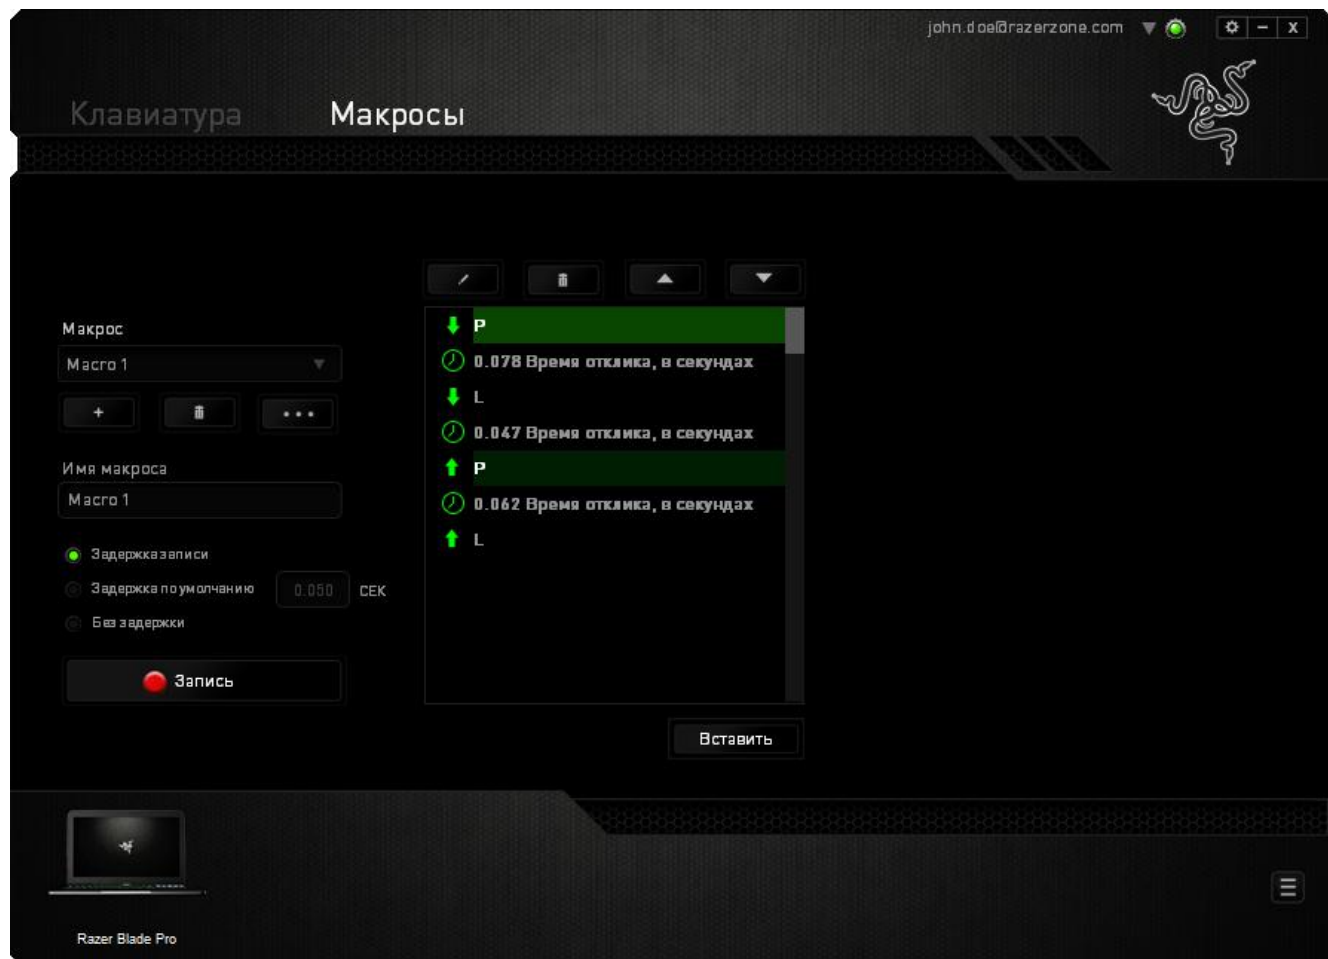 john.doe@razerzone.com
Клавиатура Макросы
Макрос
Macro 1
Имя макроса
Macro 1
Задержка записи
Задержка по умолчанию 0.050 СЕК
Без задержки
Запись
P
0.078 Время отклика, в секундах
L
0.047 Время отклика, в секундах
P
0.062 Время отклика, в секундах
L
Вставить
Razer Blade Pro